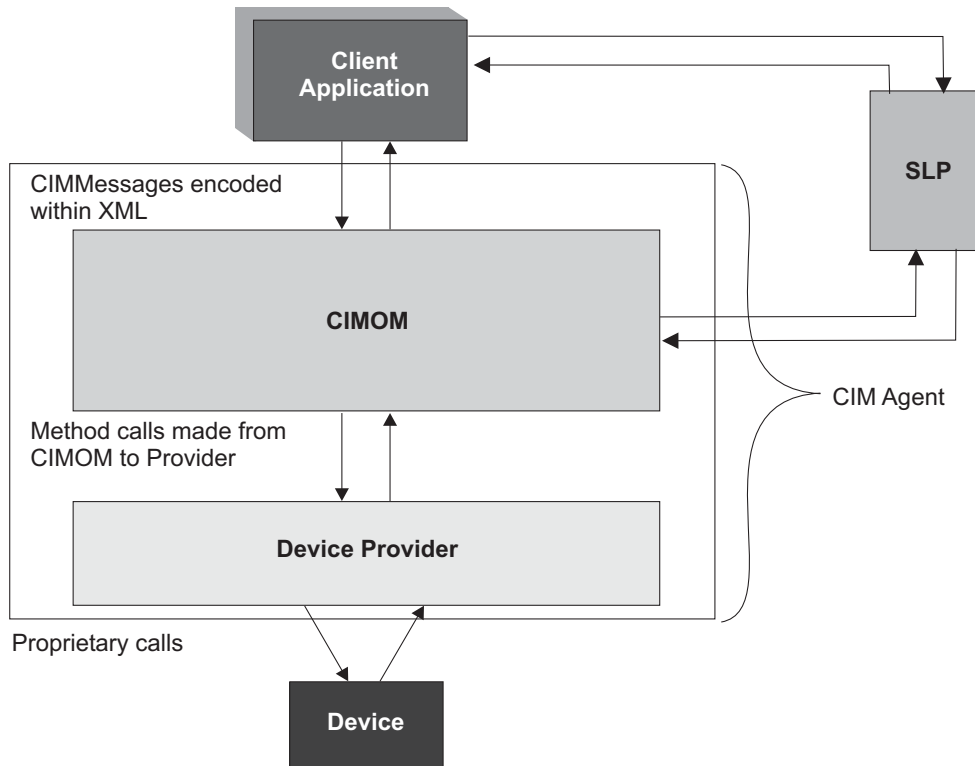 Client
Application
SLP
CIMMessages encoded
within XML
CIMOM
CIM Agent
Method calls made from
CIMOM to Provider
Device Provider
Proprietary calls
Device